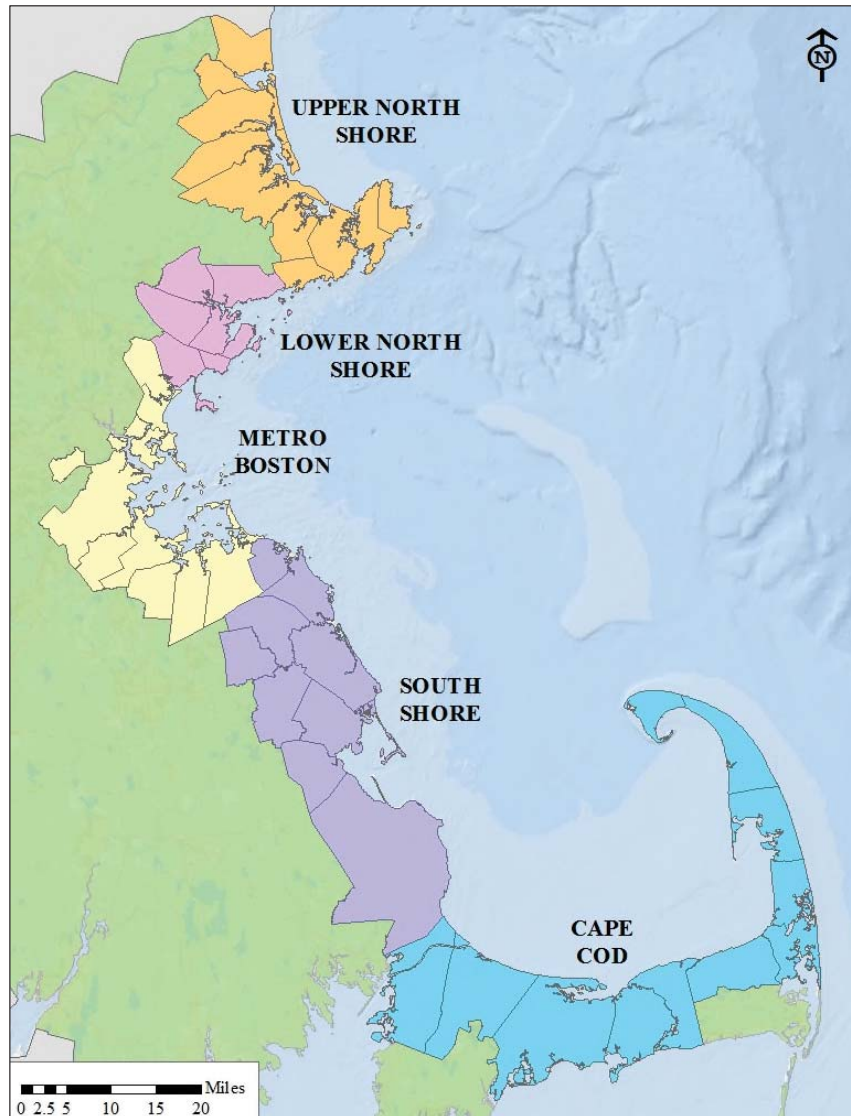 N
UPPER NORTH
SHORE
LOWER NORTH
SHORE
METRO
BOSTON
SOUTH
SHORE
CAPE
COD
Miles
0 2.5 5 10 15 20